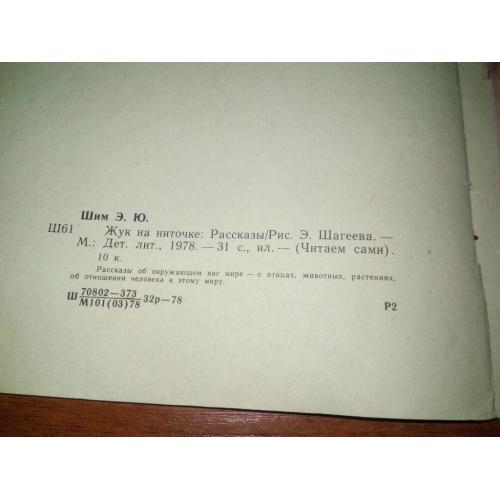 Шим Э. Ю.
Ш61 Жук на ниточке: Рассказы/Рис. Э. Шагеева. —
М.: Дет. лит., 1978. — 31 с., ил. — (Читаем сами).
10 к.
Рассказы об окружающем нас мире — о птицах, животных, растениях,
об отношении человека к этому миру.
70802—373
Ш М101(03)78 32р—78
Р2